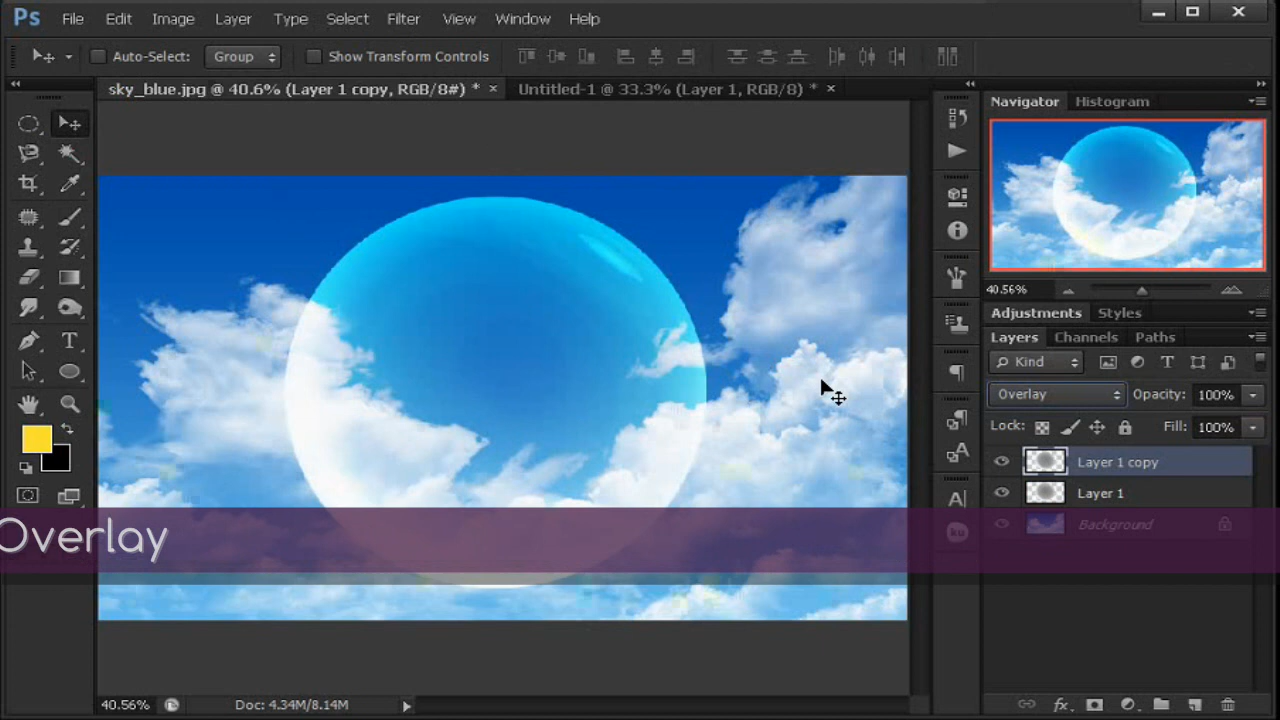 Ps File Edit Image Layer Type Select Filter View Window Help
Auto-Select: Group Show Transform Controls
sky_blue.jpg @ 40.6% (Layer 1 copy, RGB/8#) * × Untitled-1 @ 33.3% (Layer 1, RGB/8) * ×
Navigator Histogram
40.56%
Adjustments Styles
Layers Channels Paths
Kind
Overlay Opacity: 100%
Lock: Fill: 100%
Layer 1 copy
Layer 1
Background
ku
Overlay
40.56% Doc: 4.34M/8.14M